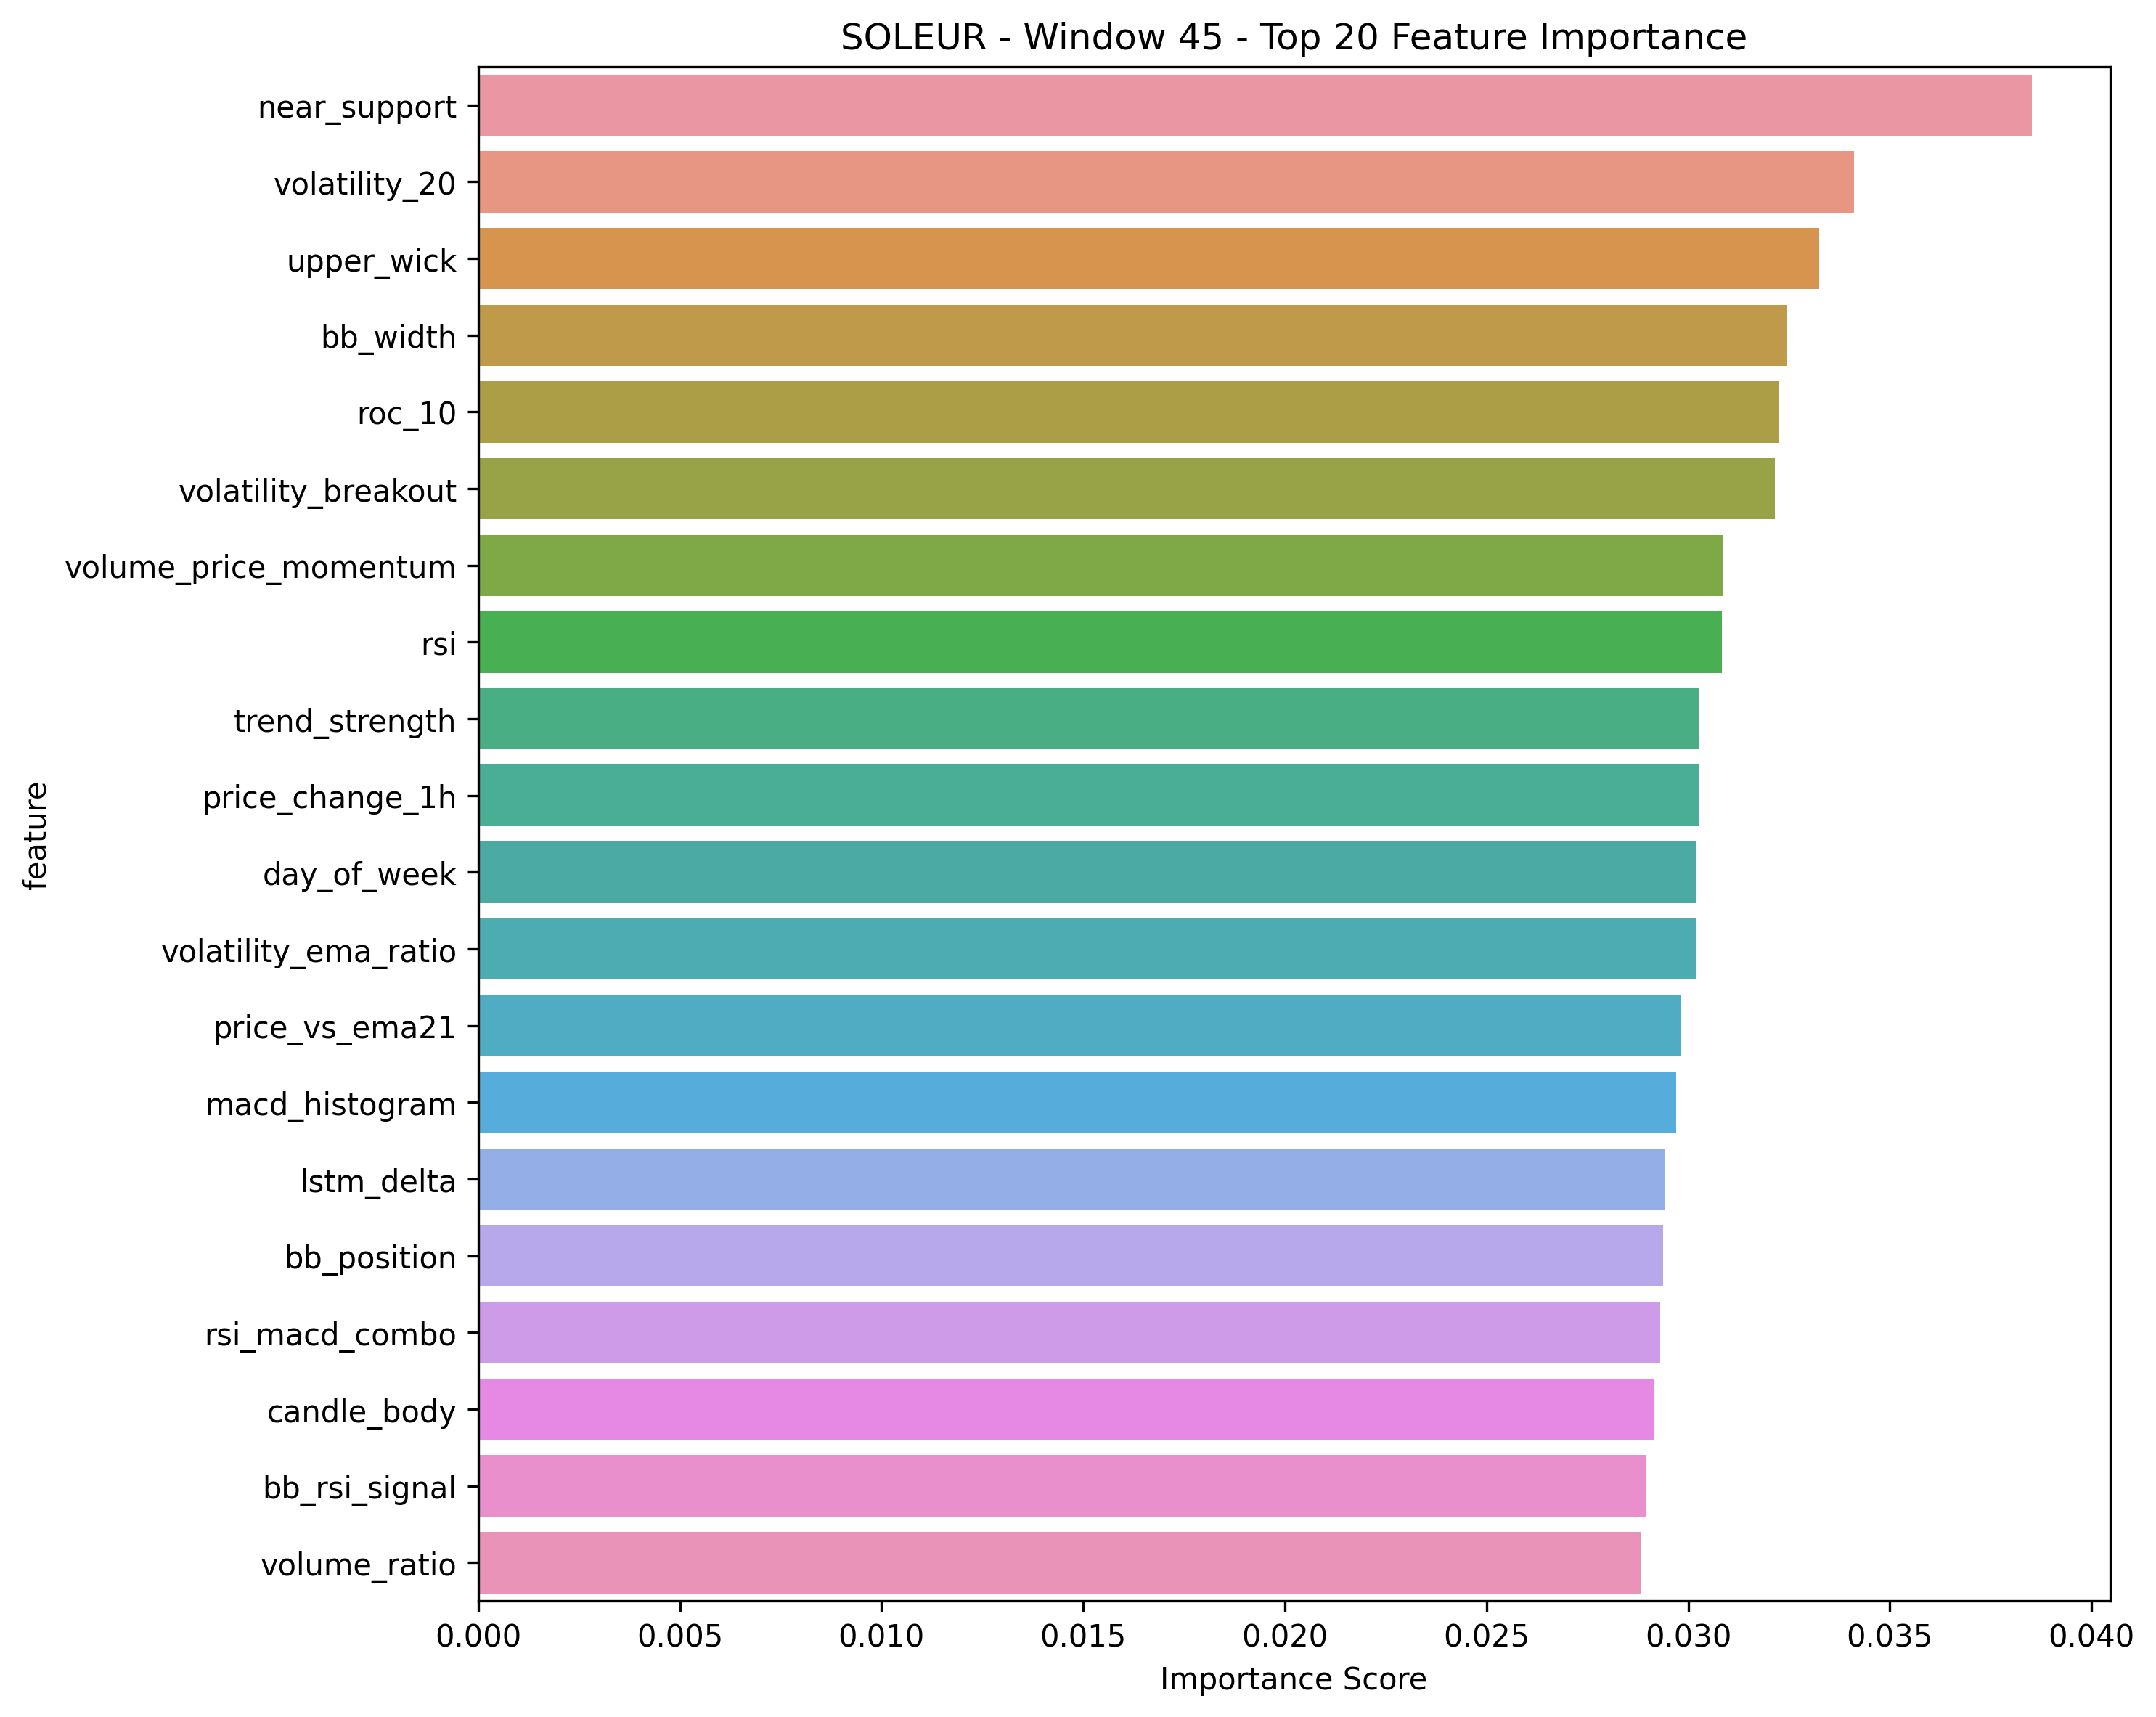 SOLEUR - Window 45 - Top 20 Feature Importance
near_support
volatility_20
upper_wick
bb_width
roc_10
volatility_breakout
volume_price_momentum
rsi
trend_strength
price_change_1h
day_of_week
volatility_ema_ratio
price_vs_ema21
macd_histogram
lstm_delta
bb_position
rsi_macd_combo
candle_body
bb_rsi_signal
volume_ratio
feature
0.000 0.005 0.010 0.015 0.020 0.025 0.030 0.035 0.040
Importance Score